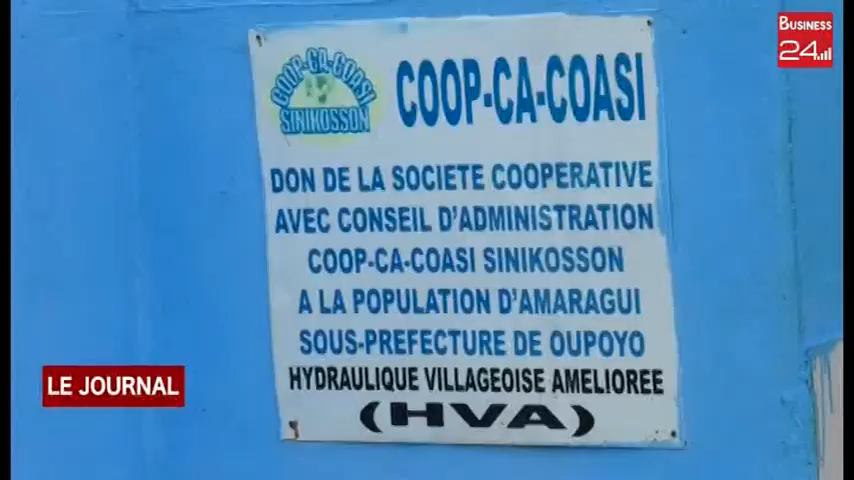 BUSINESS
24
COOP-CA-COASI
SINIKOSSON
COOP-CA-COASI
DON DE LA SOCIETE COOPERATIVE
AVEC CONSEIL D'ADMINISTRATION
COOP-CA-COASI SINIKOSSON
A LA POPULATION D'AMARAGUI
SOUS-PREFECTURE DE OUPOYO
HYDRAULIQUE VILLAGEOISE AMELIOREE
(HVA)
LE JOURNAL